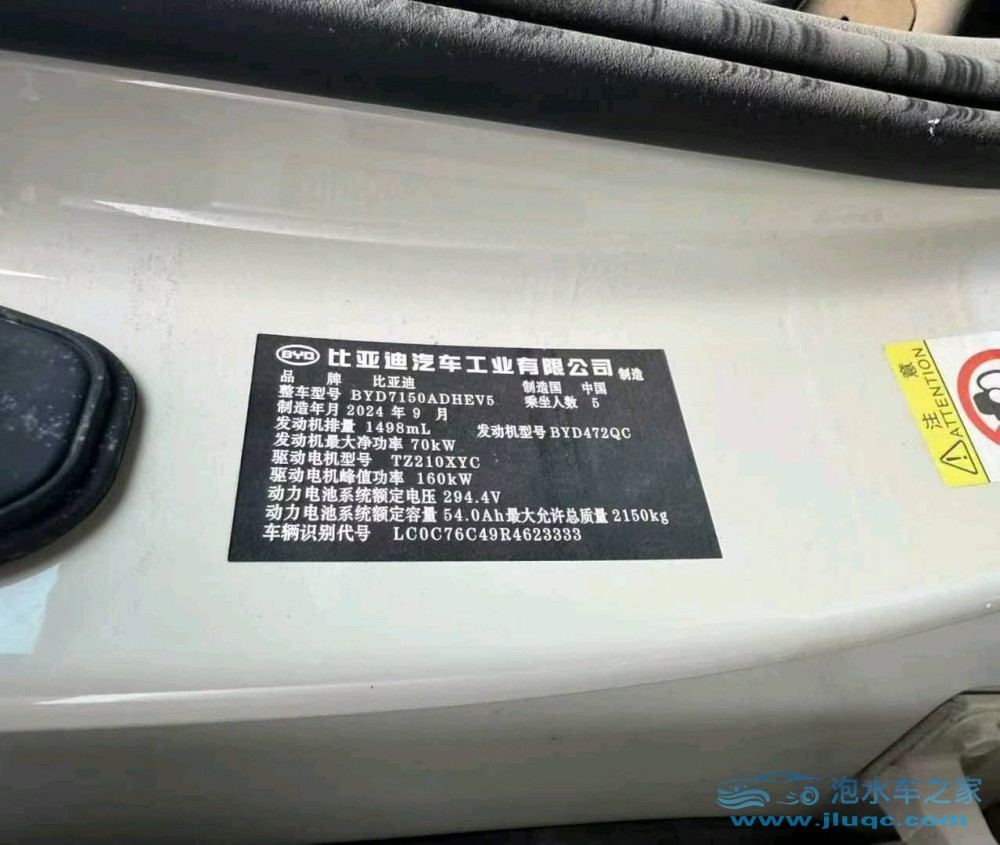 BYD 比亚迪汽车工业有限公司 制造
品 牌 比亚迪 制造国 中国
整车型号 BYD7150ADHEV5 乘坐人数 5
制造年月 2024 年 9 月
发动机排量 1498mL 发动机型号 BYD472QC
发动机最大净功率 70kW
驱动电机型号 TZ210XYC
驱动电机峰值功率 160kW
动力电池系统额定电压 294.4V
动力电池系统额定容量 54.0Ah 最大允许总质量 2150kg
车辆识别代号 LC0C76C49R4623333
注意
ATTENTION
泡水车之家
www.jluqc.com